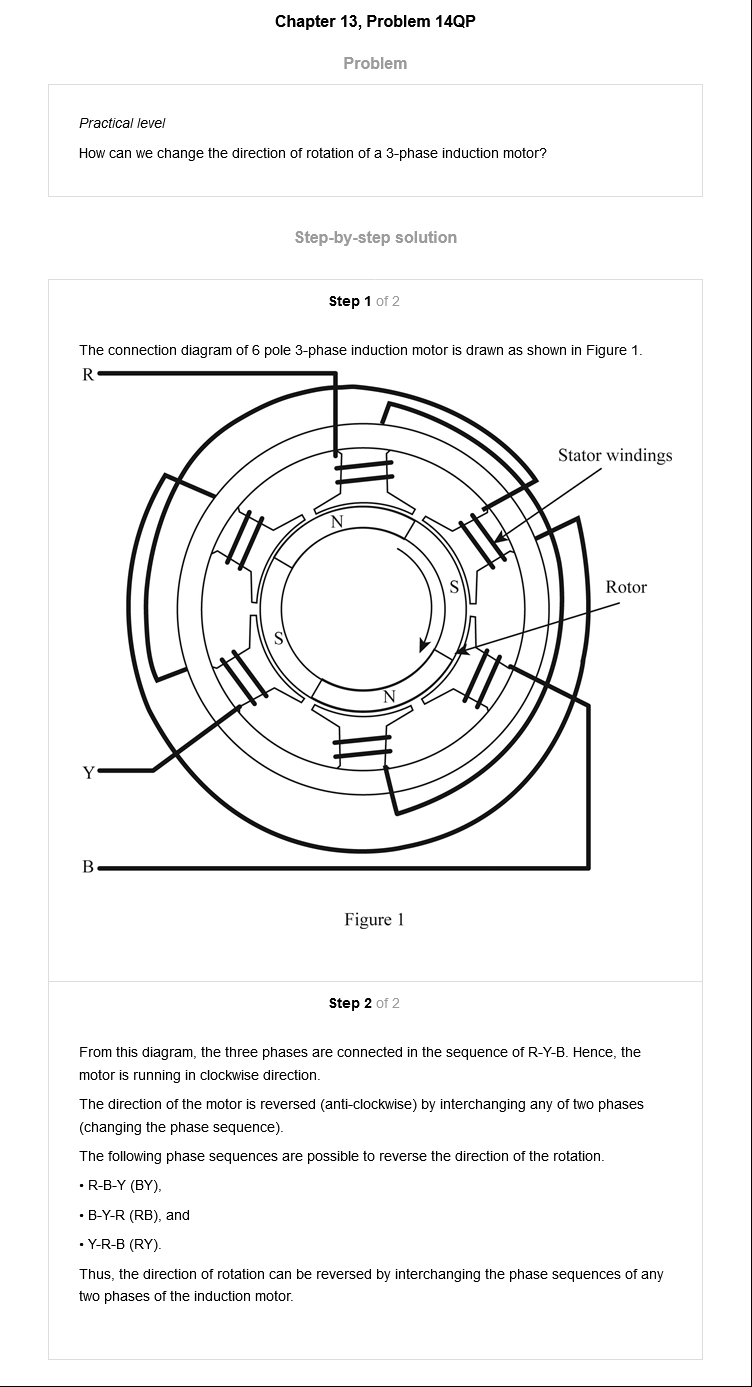 Chapter 13, Problem 14QP
Problem
Practical level
How can we change the direction of rotation of a 3-phase induction motor?
Step-by-step solution
Step 1 of 2
The connection diagram of 6 pole 3-phase induction motor is drawn as shown in Figure 1.
R
Stator windings
N
S
Rotor
S
N
Y
B
Figure 1
Step 2 of 2
From this diagram, the three phases are connected in the sequence of R-Y-B. Hence, the
motor is running in clockwise direction.
The direction of the motor is reversed (anti-clockwise) by interchanging any of two phases
(changing the phase sequence).
The following phase sequences are possible to reverse the direction of the rotation.
• R-B-Y (BY),
• B-Y-R (RB), and
• Y-R-B (RY).
Thus, the direction of rotation can be reversed by interchanging the phase sequences of any
two phases of the induction motor.